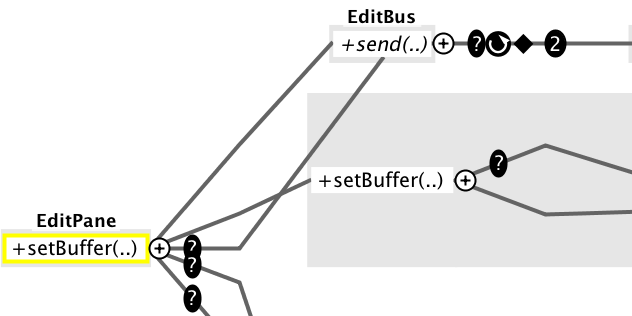 EditBus
+send(..) + ? 2
?
+setBuffer(..) +
EditPane
+setBuffer(..) + ?
?
?